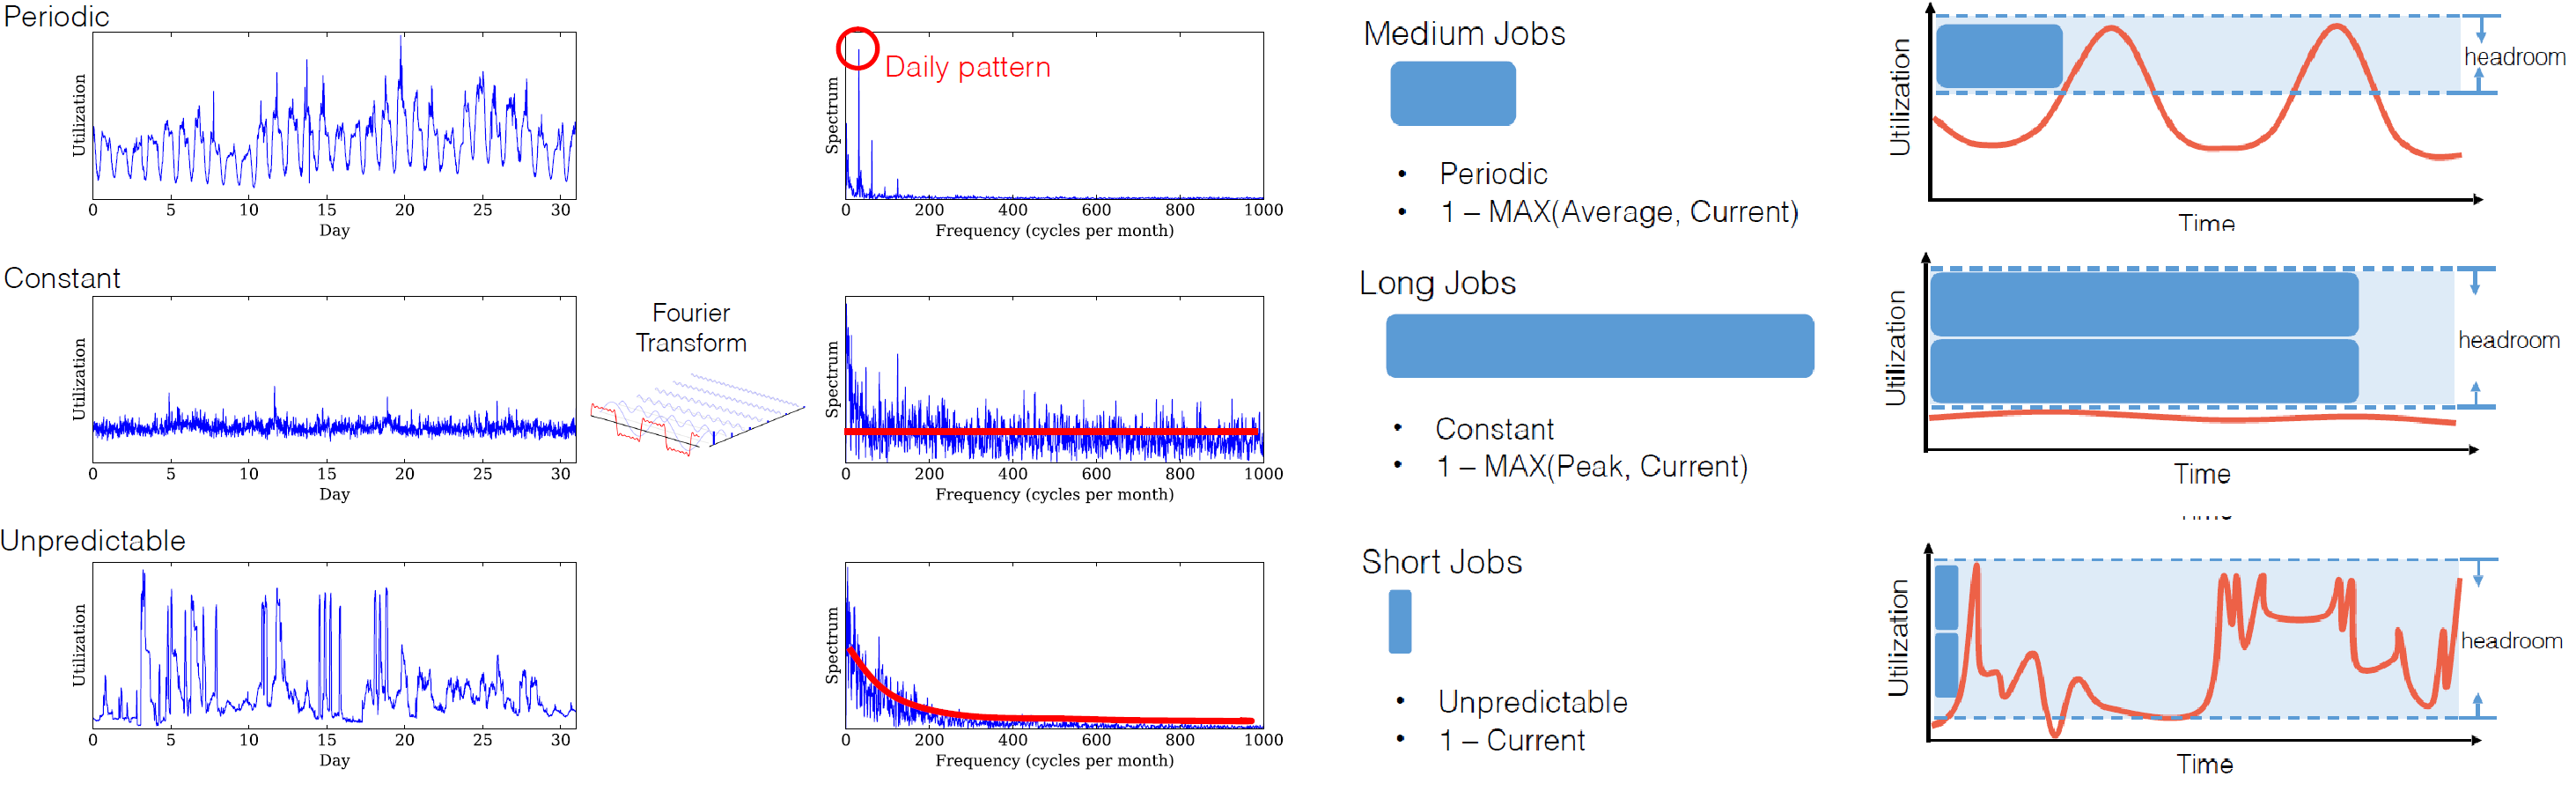 Periodic
Utilization
0 5 10 15 20 25 30
Day
Daily pattern
Spectrum
0 200 400 600 800 1000
Frequency (cycles per month)
Medium Jobs
• Periodic
• 1 – MAX(Average, Current)
Utilization
headroom
Time
Constant
Utilization
0 5 10 15 20 25 30
Day
Fourier
Transform
Spectrum
0 200 400 600 800 1000
Frequency (cycles per month)
Long Jobs
• Constant
• 1 – MAX(Peak, Current)
Utilization
headroom
Time
Unpredictable
Utilization
0 5 10 15 20 25 30
Day
Spectrum
0 200 400 600 800 1000
Frequency (cycles per month)
Short Jobs
• Unpredictable
• 1 – Current
Utilization
headroom
Time